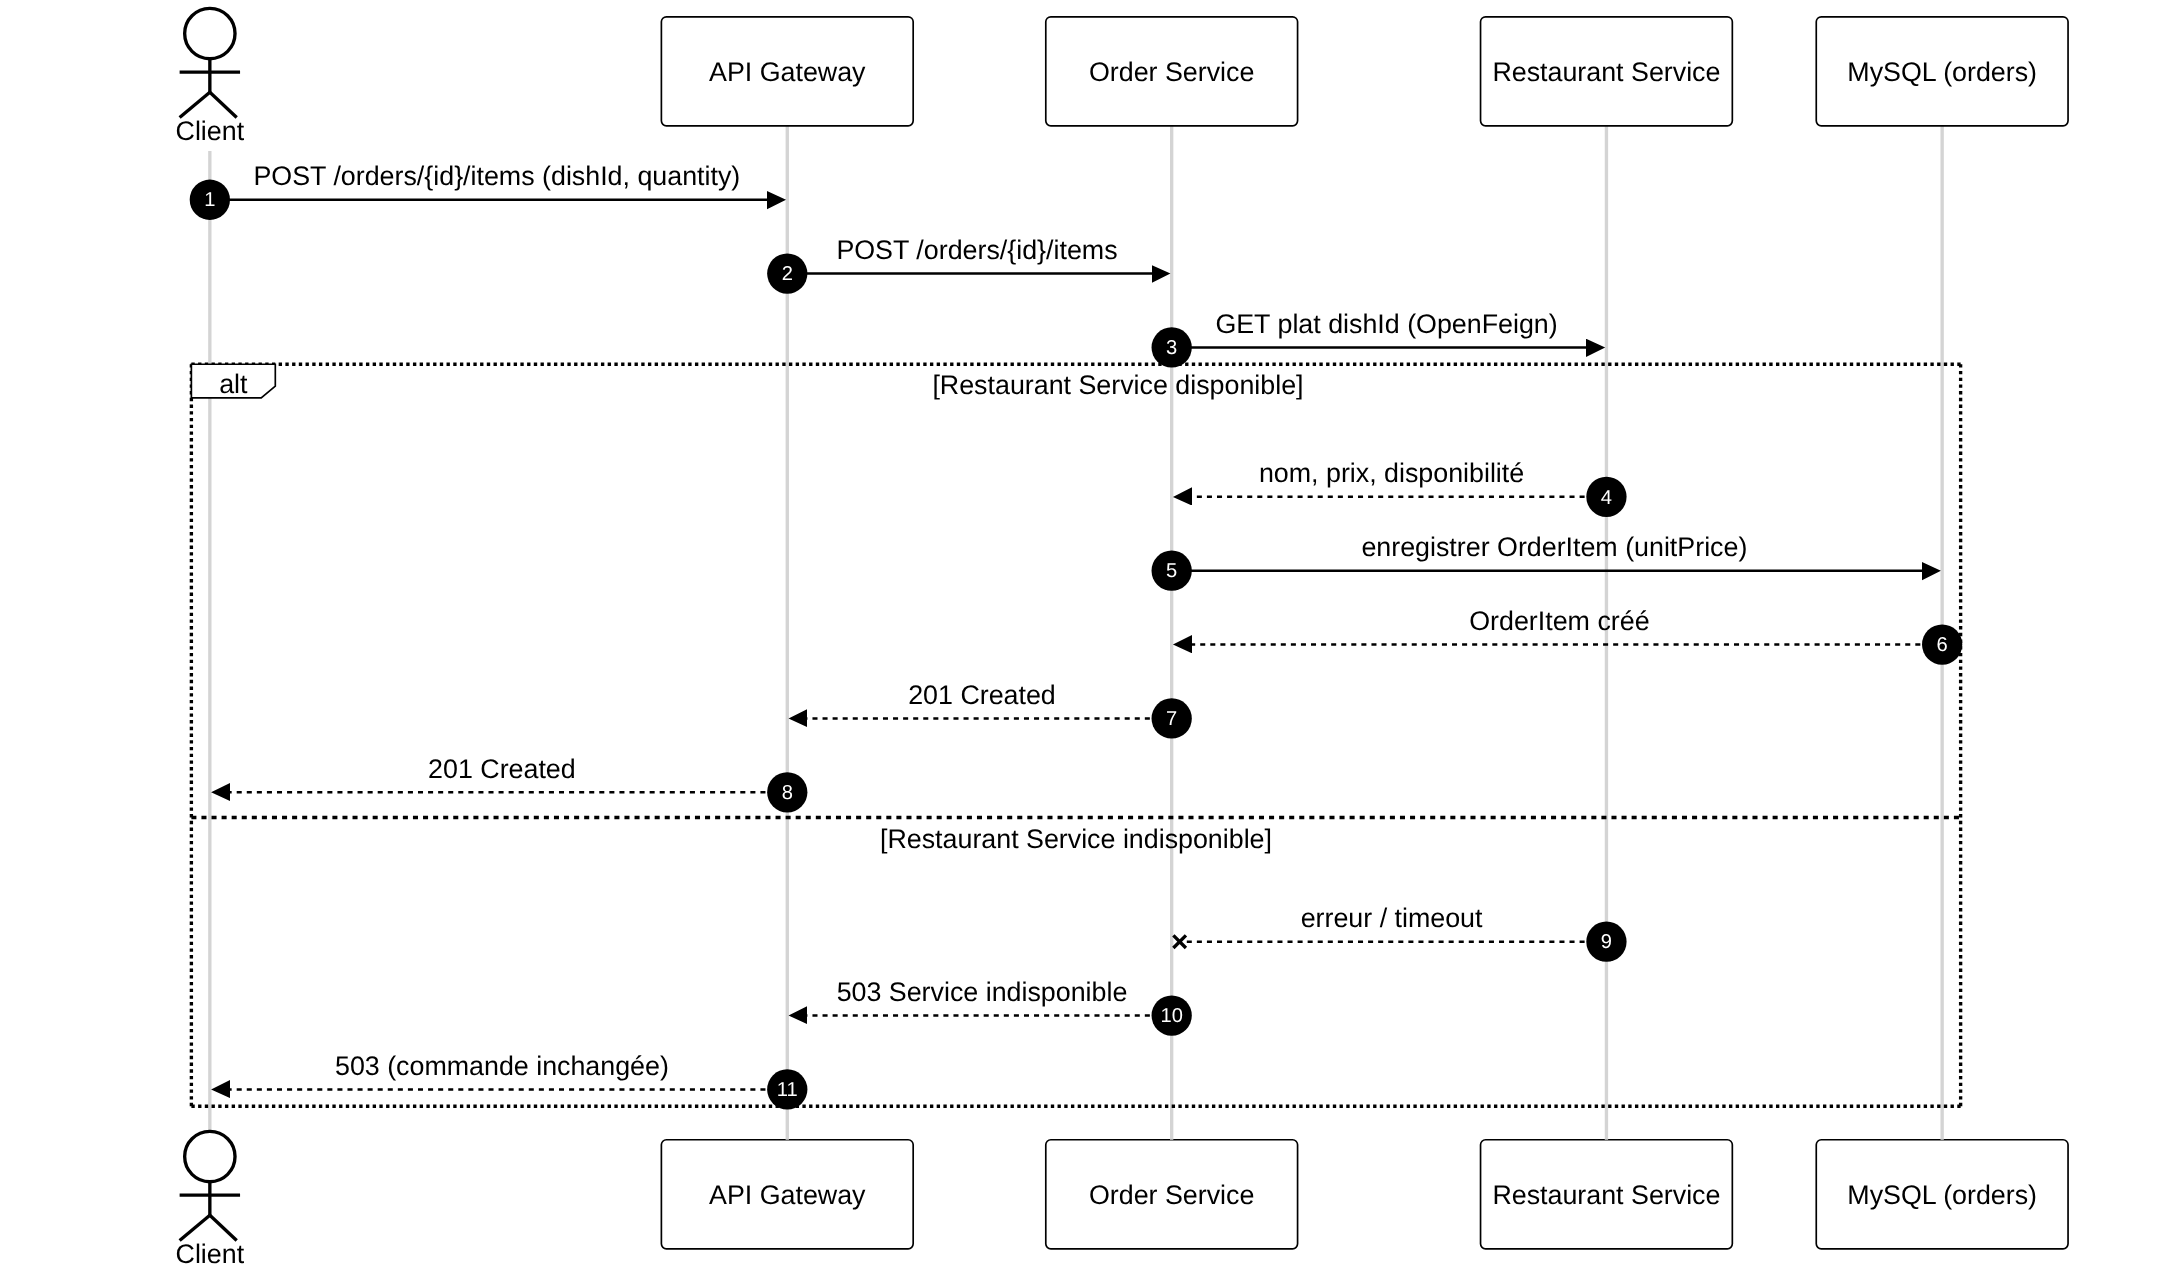 Client
API Gateway
Order Service
Restaurant Service
MySQL (orders)
POST /orders/{id}/items (dishId, quantity)
1
POST /orders/{id}/items
2
GET plat dishId (OpenFeign)
3
alt
[Restaurant Service disponible]
nom, prix, disponibilité
4
enregistrer OrderItem (unitPrice)
5
OrderItem créé
6
201 Created
7
201 Created
8
[Restaurant Service indisponible]
erreur / timeout
9
503 Service indisponible
10
503 (commande inchangée)
11
Client
API Gateway
Order Service
Restaurant Service
MySQL (orders)